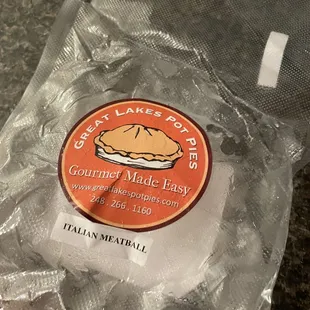 Great Lakes Pot Pies
Gourmet Made Easy
www.greatlakespotpies.com
248 . 266 . 1160
ITALIAN MEATBALL